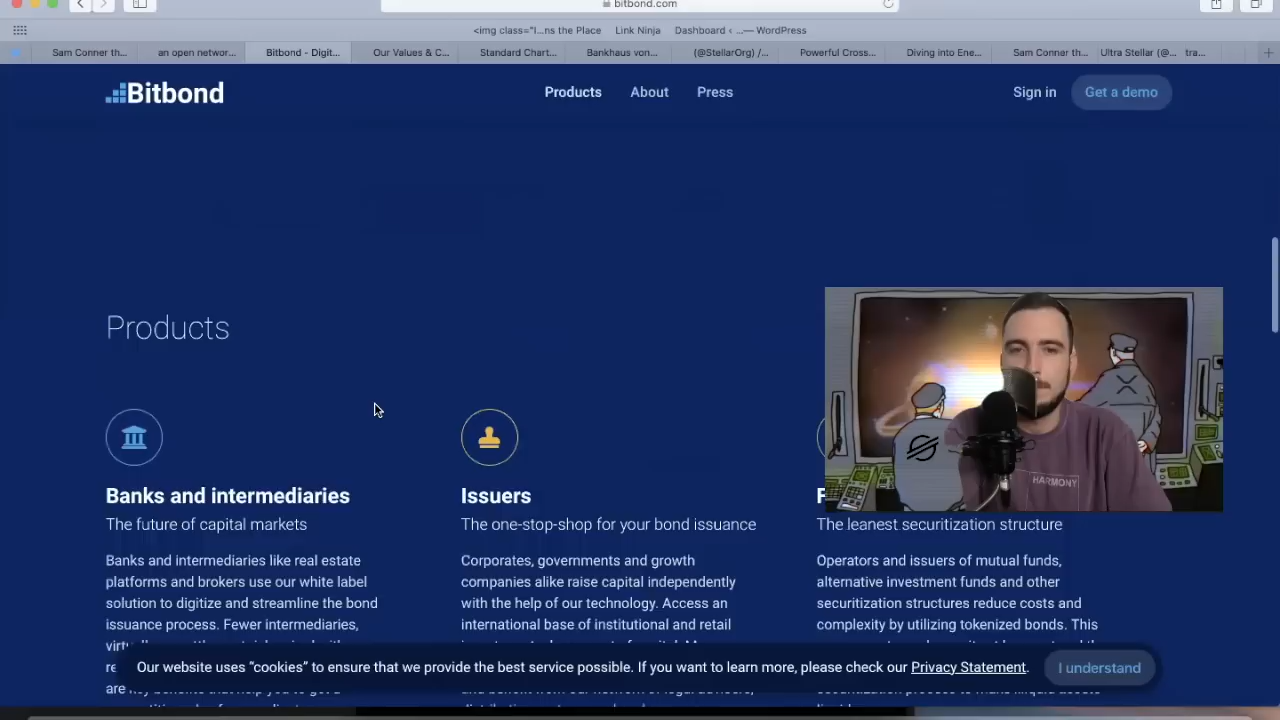 bitbond.com
<img class="l...ns the Place Link Ninja Dashboard ‹ ...— WordPress
Sam Conner th... an open networ... Bitbond - Digit... Our Values & C... Standard Chart... Bankhaus von... (@StellarOrg) /... Powerful Cross... Diving into Ene... Sam Conner th... Ultra Stellar (@... tra...
Bitbond Products About Press Sign in Get a demo
Products
HARMONY
Banks and intermediaries
The future of capital markets
Banks and intermediaries like real estate
platforms and brokers use our white label
solution to digitize and streamline the bond
issuance process. Fewer intermediaries,
Issuers
The one-stop-shop for your bond issuance
Corporates, governments and growth
companies alike raise capital independently
with the help of our technology. Access an
international base of institutional and retail
The leanest securitization structure
Operators and issuers of mutual funds,
alternative investment funds and other
securitization structures reduce costs and
complexity by utilizing tokenized bonds. This
Our website uses “cookies” to ensure that we provide the best service possible. If you want to learn more, please check our Privacy Statement. I understand